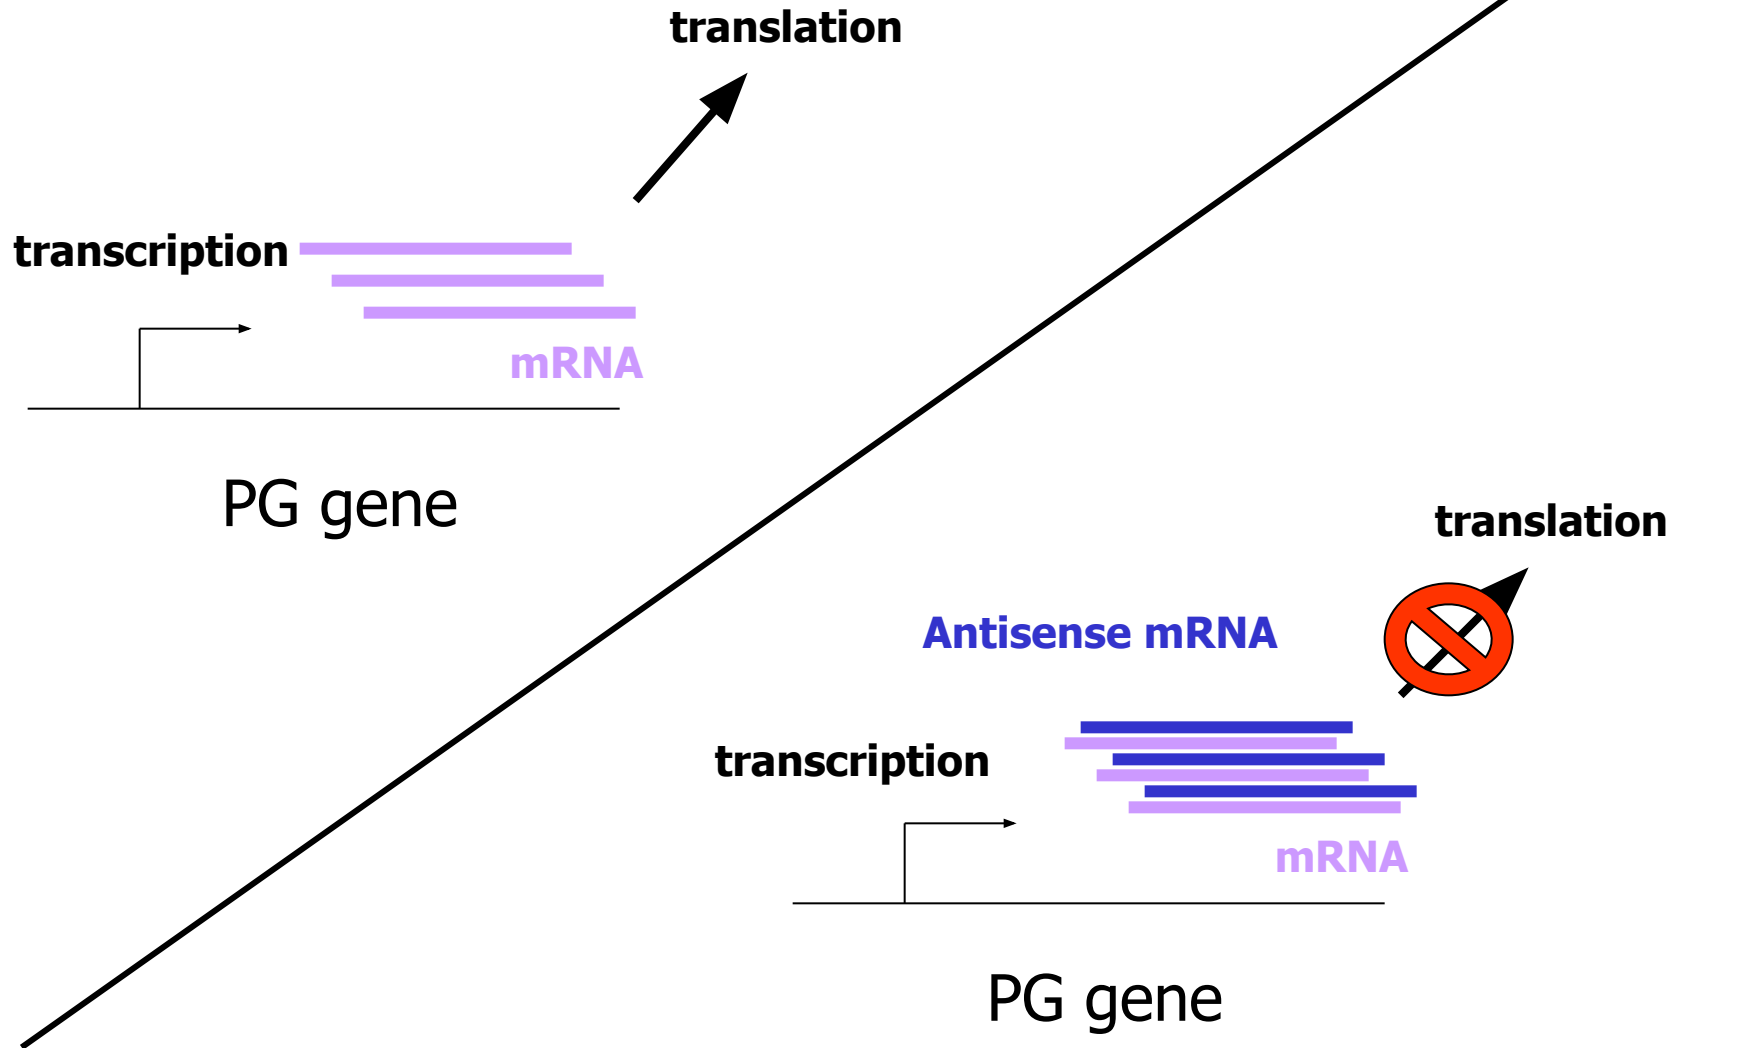 translation
transcription
mRNA
PG gene
translation
Antisense mRNA
transcription
mRNA
PG gene